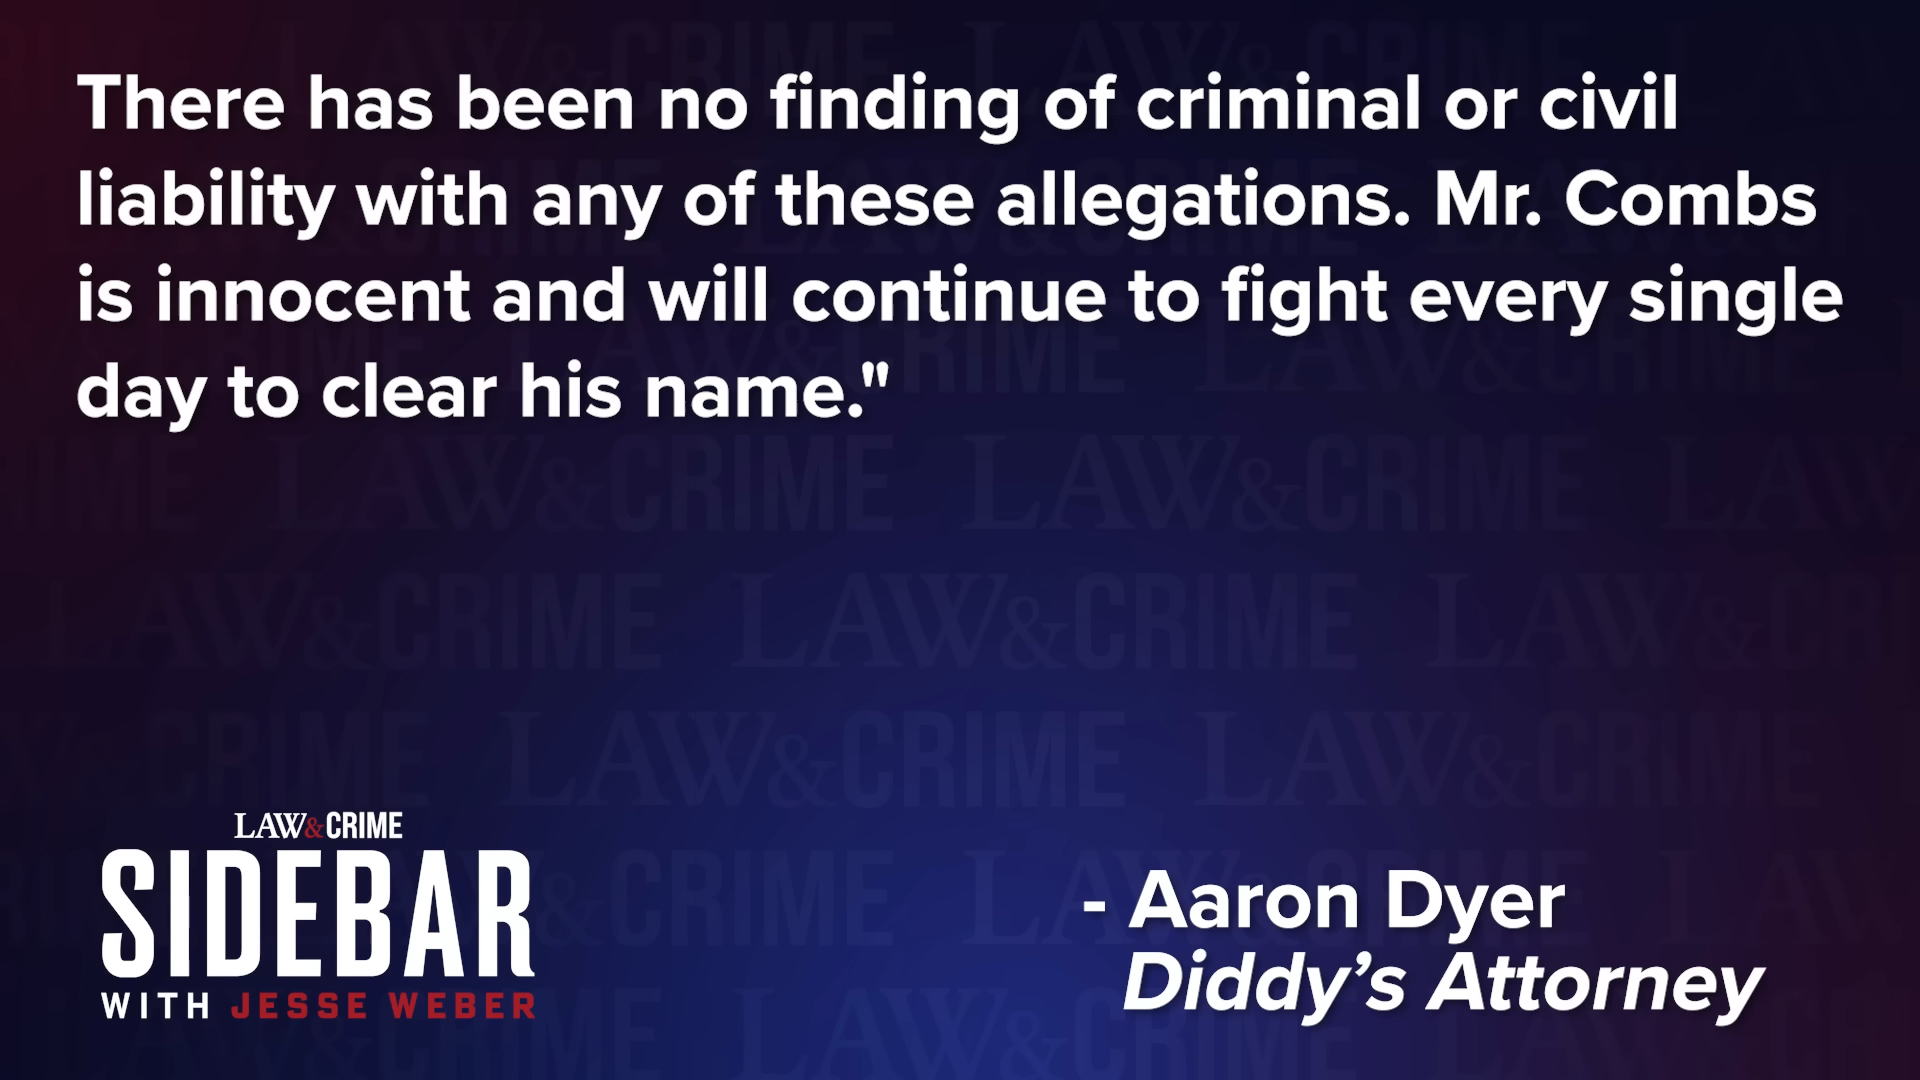 There has been no finding of criminal or civil
liability with any of these allegations. Mr. Combs
is innocent and will continue to fight every single
day to clear his name."
LAW&CRIME
SIDEBAR
WITH JESSE WEBER
- Aaron Dyer
Diddy’s Attorney